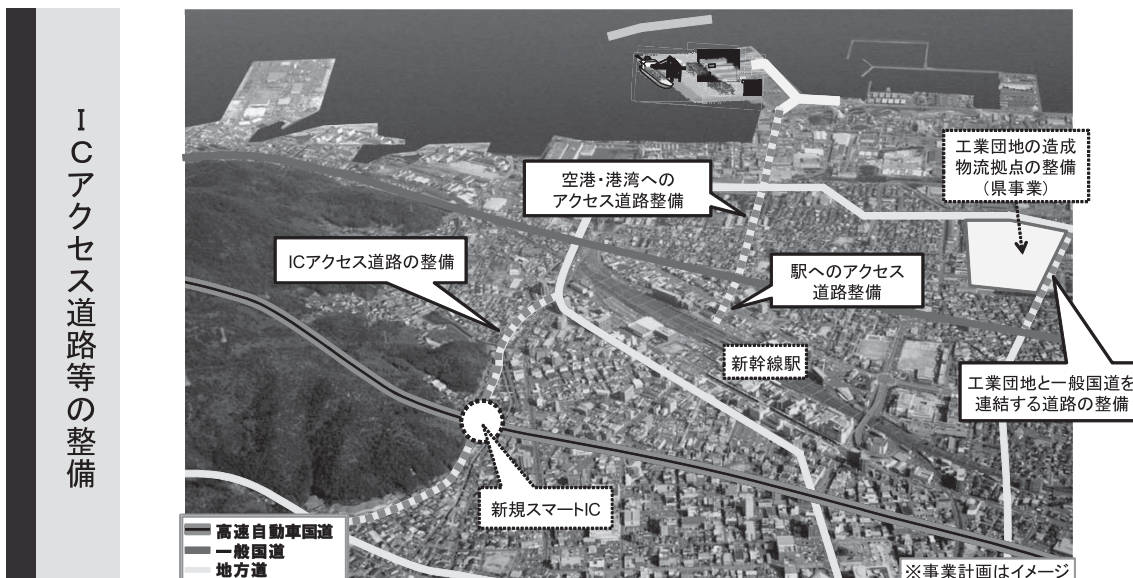 ICアクセス道路等の整備
工業団地の造成
物流拠点の整備
(県事業)
空港・港湾への
アクセス道路整備
ICアクセス道路の整備
駅へのアクセス
道路整備
新幹線駅
工業団地と一般国道を
連結する道路の整備
新規スマートIC
高速自動車国道
一般国道
地方道
※事業計画はイメージ